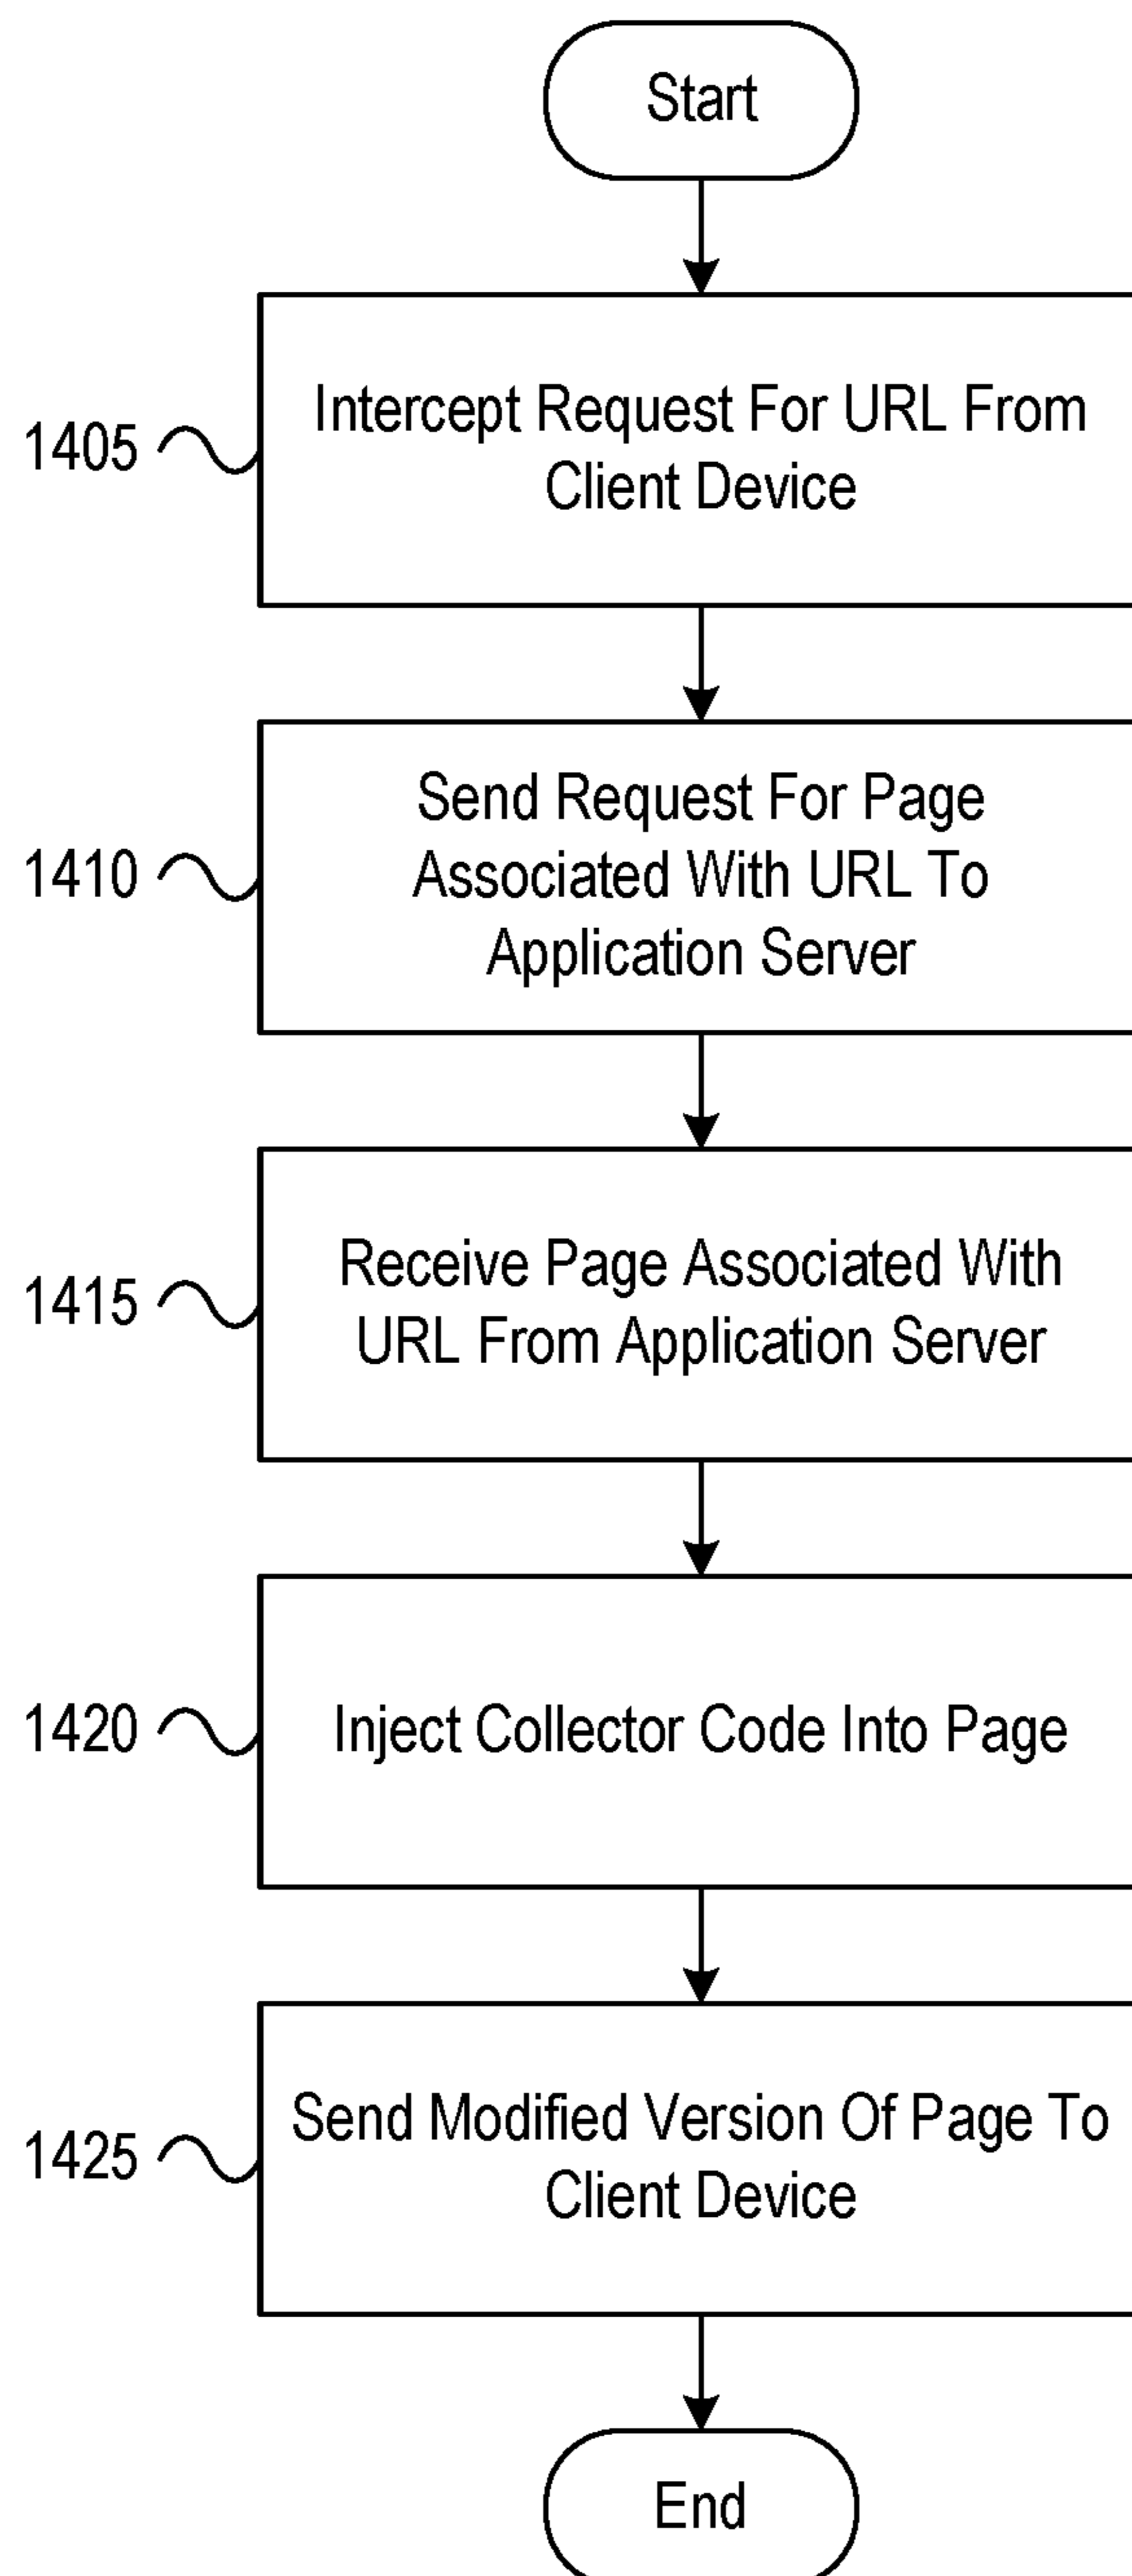 Start
1405
Intercept Request For URL From
Client Device
1410
Send Request For Page
Associated With URL To
Application Server
1415
Receive Page Associated With
URL From Application Server
1420
Inject Collector Code Into Page
1425
Send Modified Version Of Page To
Client Device
End